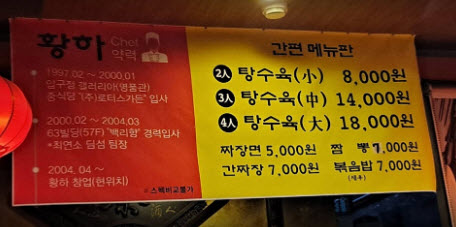 황하 Chef 약력
1997.02 ~ 2000.01
압구정 갤러리아(명품관)
중식당 "(주)로터스가든" 입사
2000.02 ~ 2004.03
63빌딩(57F) "백리향" 경력입사
*최연소 딤섬 팀장
2004.04 ~
황하 창업(현위치)
※스펙비교불가
간편 메뉴판
2人 탕수육(小) 8,000원
3人 탕수육(中) 14,000원
4人 탕수육(大) 18,000원
짜장면 5,000원 짬뽕 7,000원
간짜장 7,000원 볶음밥 7,000원
(새우)